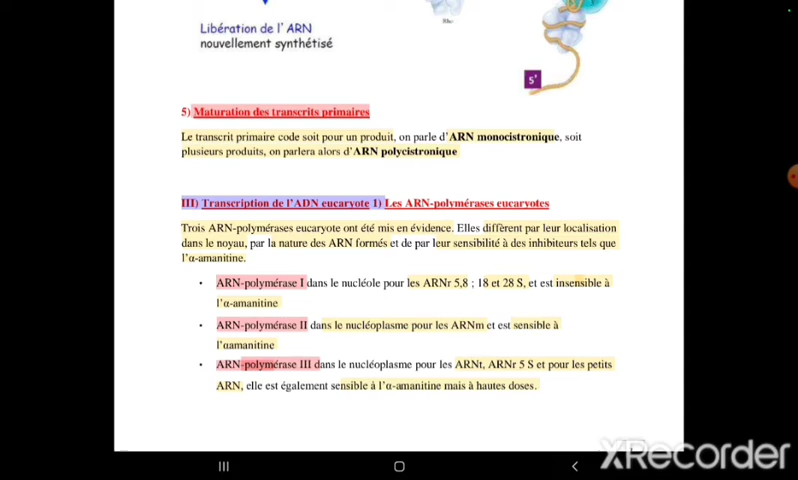 Libération de l' ARN
nouvellement synthétisé
5'
5) Maturation des transcrits primaires
Le transcrit primaire code soit pour un produit, on parle d'ARN monocistronique, soit
plusieurs produits, on parlera alors d'ARN polycistronique
III) Transcription de l'ADN eucaryote 1) Les ARN-polymérases eucaryotes
Trois ARN-polymérases eucaryote ont été mis en évidence. Elles diffèrent par leur localisation
dans le noyau, par la nature des ARN formés et de par leur sensibilité à des inhibiteurs tels que
l'α-amanitine.
• ARN-polymérase I dans le nucléole pour les ARNr 5,8 ; 18 et 28 S, et est insensible à
l'α-amanitine
• ARN-polymérase II dans le nucléoplasme pour les ARNm et est sensible à
l'αamanitine
• ARN-polymérase III dans le nucléoplasme pour les ARNt, ARNr 5 S et pour les petits
ARN, elle est également sensible à l'α-amanitine mais à hautes doses.
XRecorder